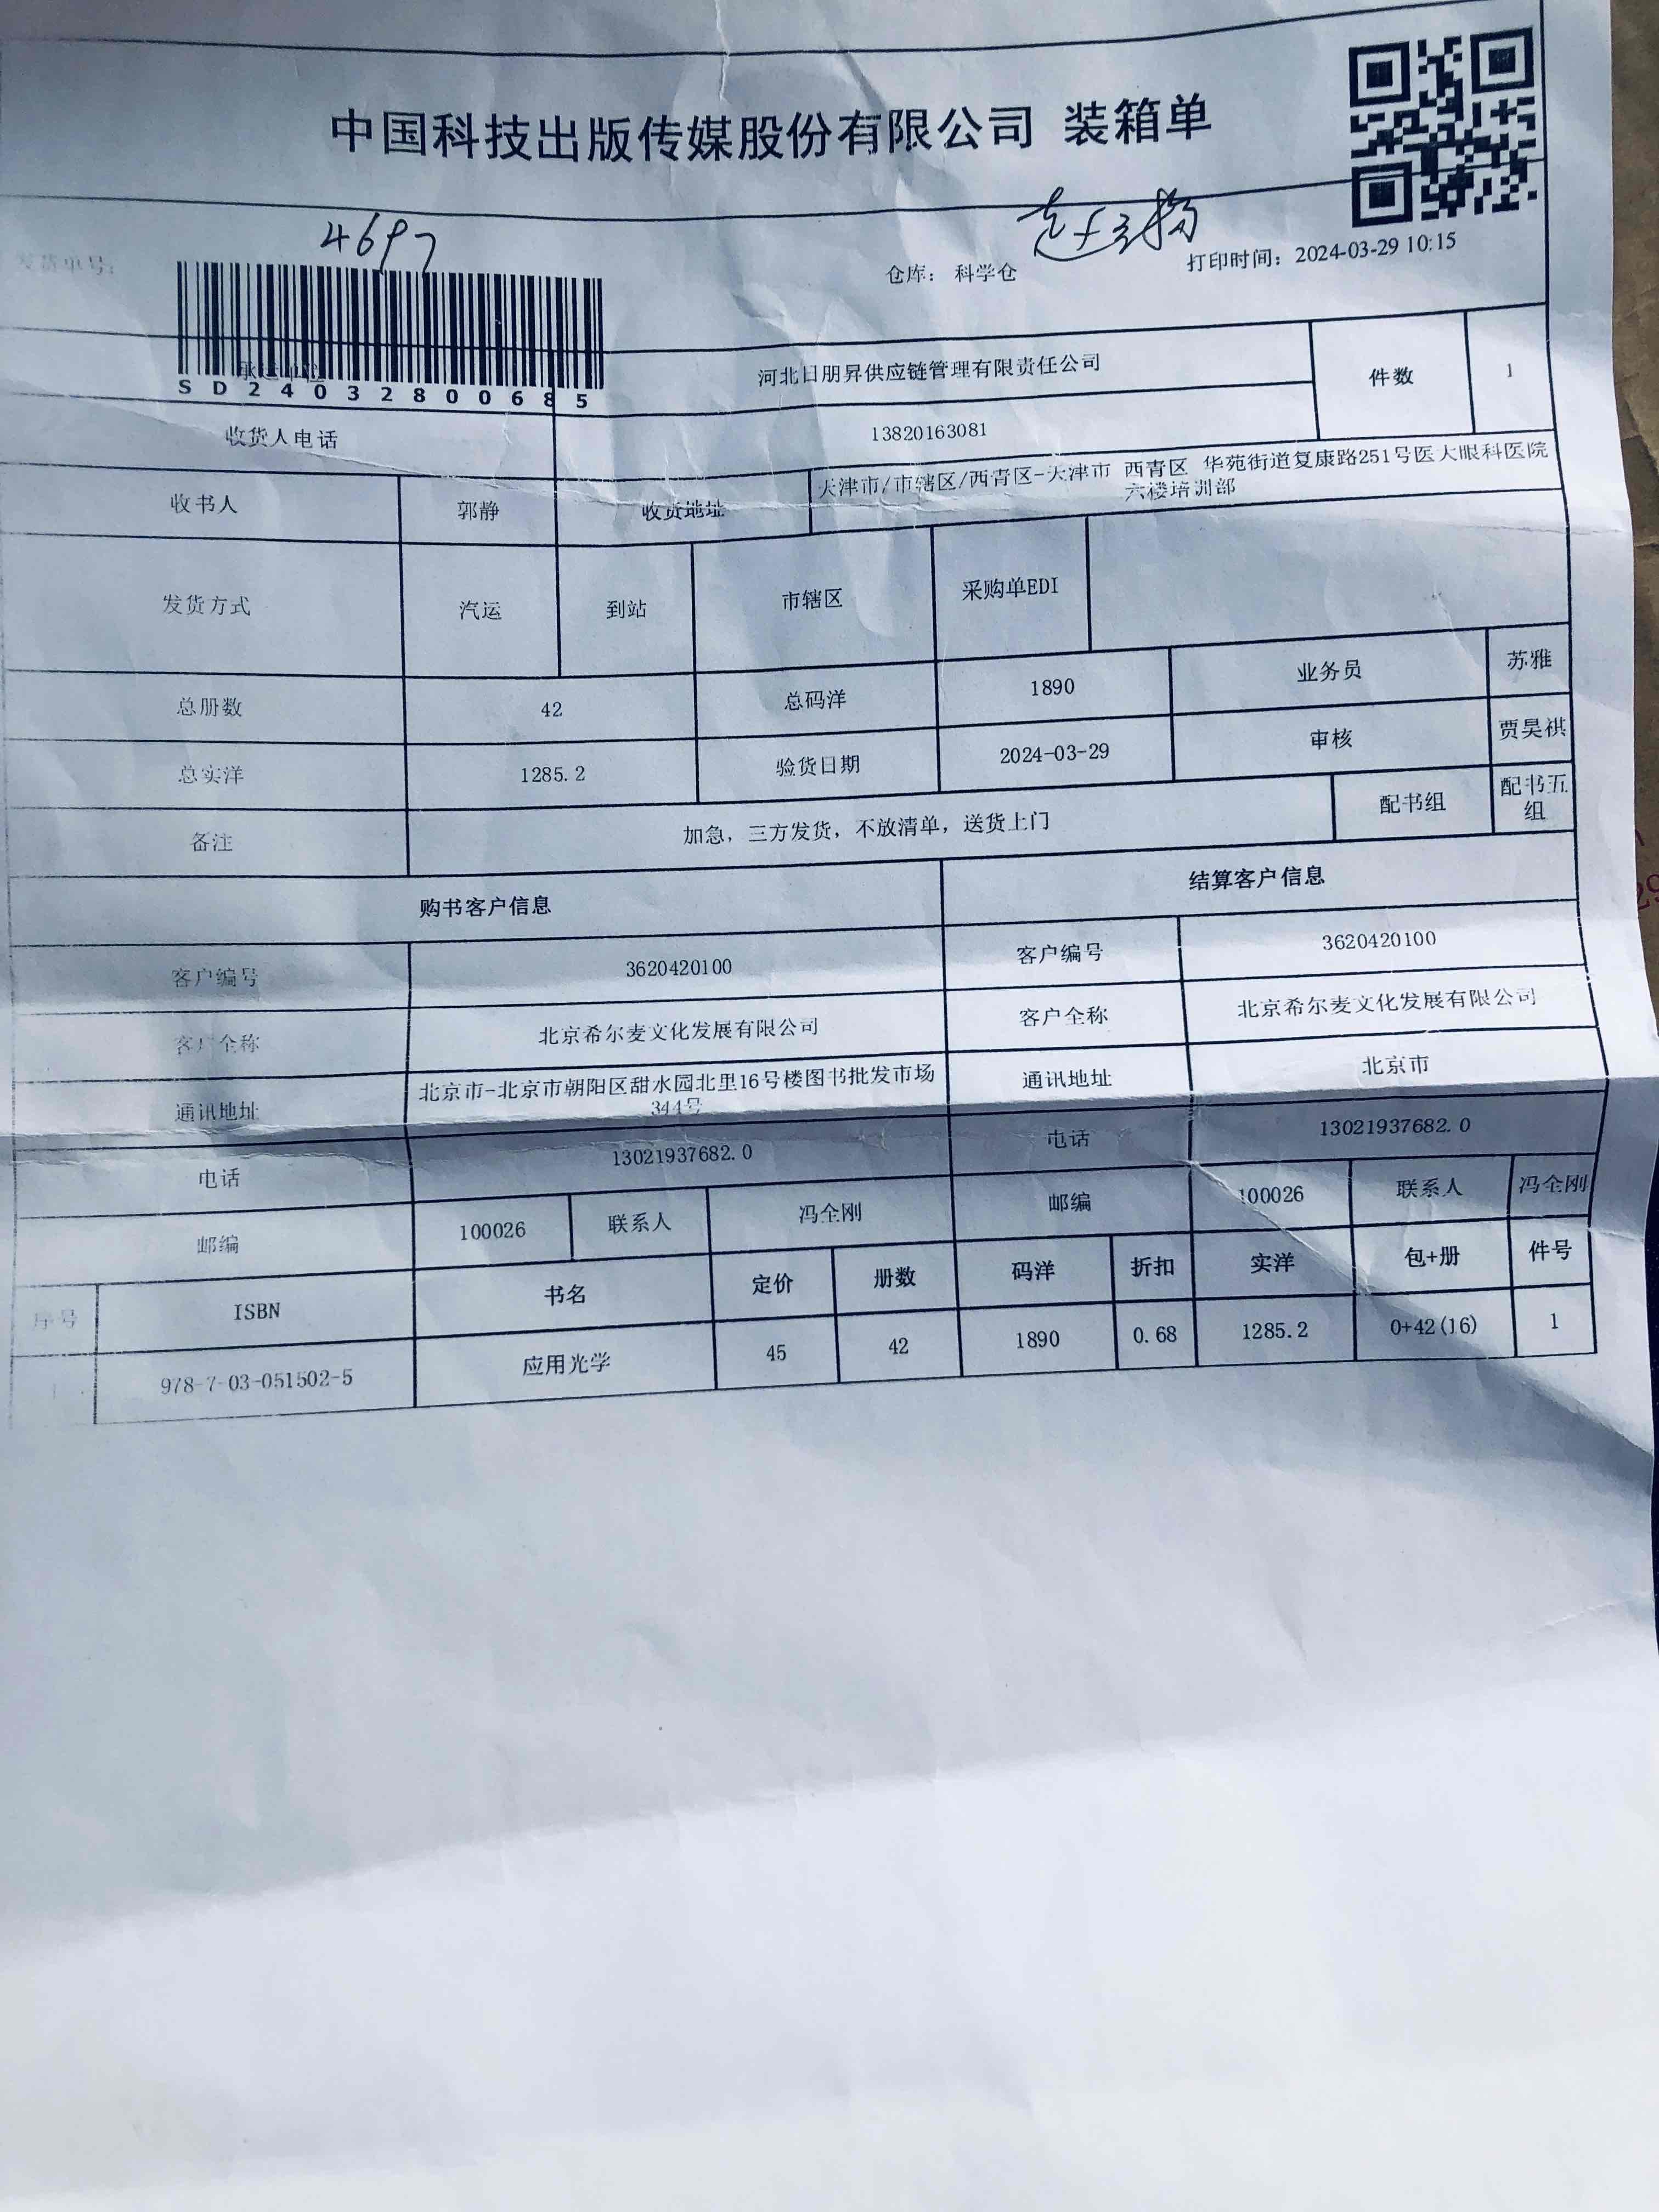 中国科技出版传媒股份有限公司 装箱单
4697
发货单号:
仓库: 科学仓
打印时间: 2024-03-29 10:15
SD24032800685
承运单位 河北日朋昇供应链管理有限责任公司 件数 1
收货人电话 13820163081
收书人 郭静 收货地址 天津市/市辖区/西青区-天津市 西青区 华苑街道复康路251号医大眼科医院
六楼培训部
发货方式 汽运 到站 市辖区 采购单EDI
总册数 42 总码洋 1890 业务员 苏雅
总实洋 1285.2 验货日期 2024-03-29 审核 贾昊祺
备注 加急, 三方发货, 不放清单, 送货上门 配书组 配书五
组
购书客户信息 结算客户信息
客户编号 3620420100 客户编号 3620420100
客户全称 北京希尔麦文化发展有限公司 客户全称 北京希尔麦文化发展有限公司
通讯地址 北京市-北京市朝阳区甜水园北里16号楼图书批发市场 通讯地址 北京市
344号
电话 13021937682.0 电话 13021937682.0
邮编 100026 联系人 冯全刚 邮编 100026 联系人 冯全刚
序号 ISBN 书名 定价 册数 码洋 折扣 实洋 包+册 件号
1 978-7-03-051502-5 应用光学 45 42 1890 0.68 1285.2 0+42(16) 1